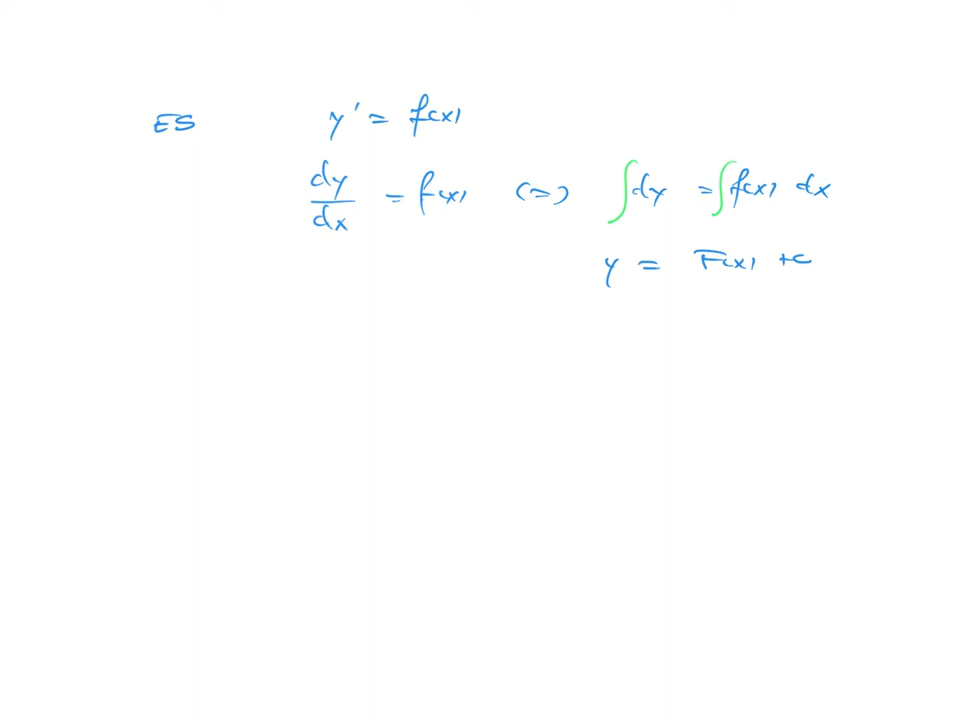 ES y' = f(x)
dy/dx = f(x) (=) ∫dy = ∫f(x) dx
y = F(x) + c